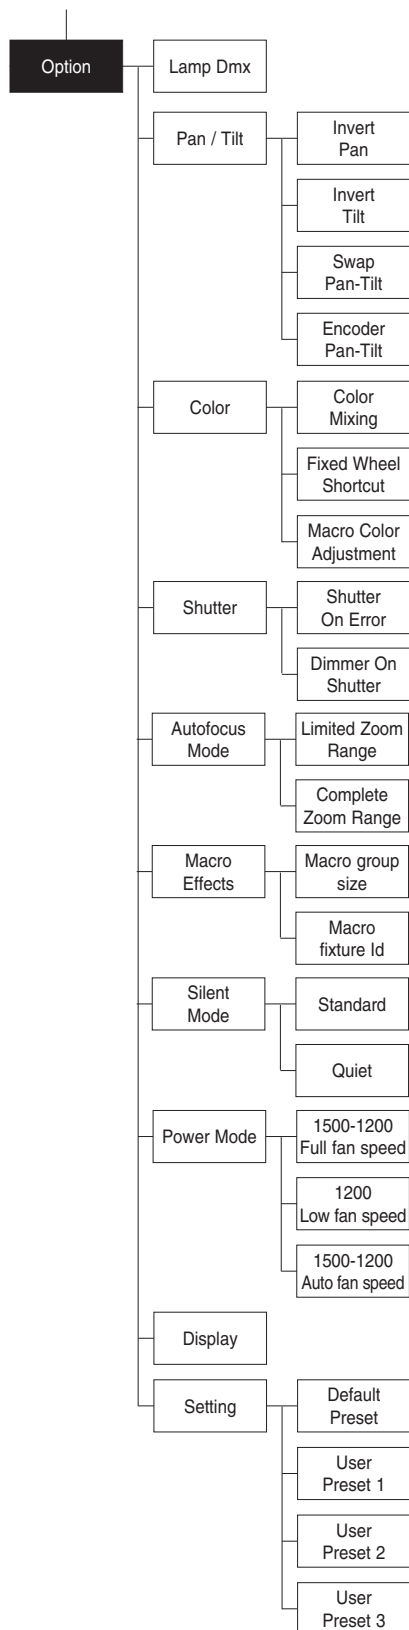 Option
Lamp Dmx
Pan / Tilt
Invert
Pan
Invert
Tilt
Swap
Pan-Tilt
Encoder
Pan-Tilt
Color
Color
Mixing
Fixed Wheel
Shortcut
Macro Color
Adjustment
Shutter
Shutter
On Error
Dimmer On
Shutter
Autofocus
Mode
Limited Zoom
Range
Complete
Zoom Range
Macro
Effects
Macro group
size
Macro
fixture Id
Silent
Mode
Standard
Quiet
Power Mode
1500-1200
Full fan speed
1200
Low fan speed
1500-1200
Auto fan speed
Display
Setting
Default
Preset
User
Preset 1
User
Preset 2
User
Preset 3